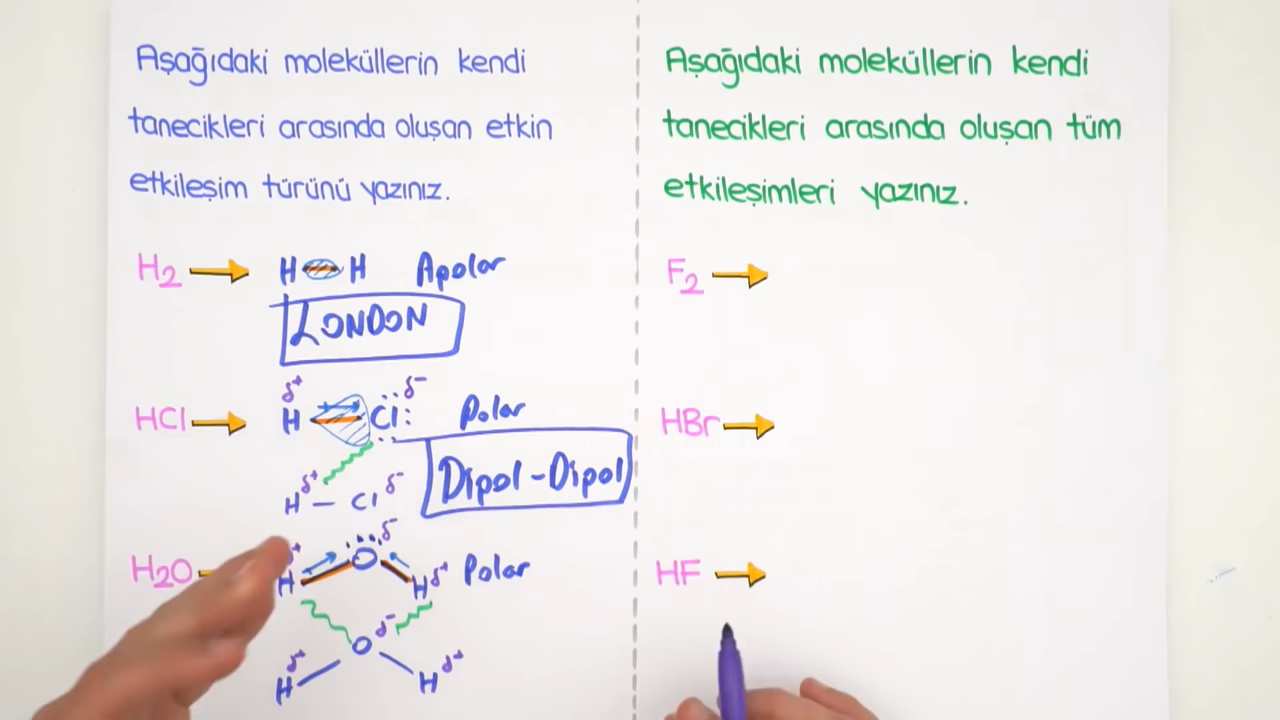 Aşağıdaki moleküllerin kendi
tanecikleri arasında oluşan etkin
etkileşim türünü yazınız.
H2 → H H Apolar
LONDON
δ+ δ-
HCl → H Cl Polar
Dipol-Dipol
δ+ δ-
H - Cl
δ+ δ-
H2O H O H δ+ Polar
δ+ O δ-
H H δ+
Aşağıdaki moleküllerin kendi
tanecikleri arasında oluşan tüm
etkileşimleri yazınız.
F2 →
HBr →
HF →